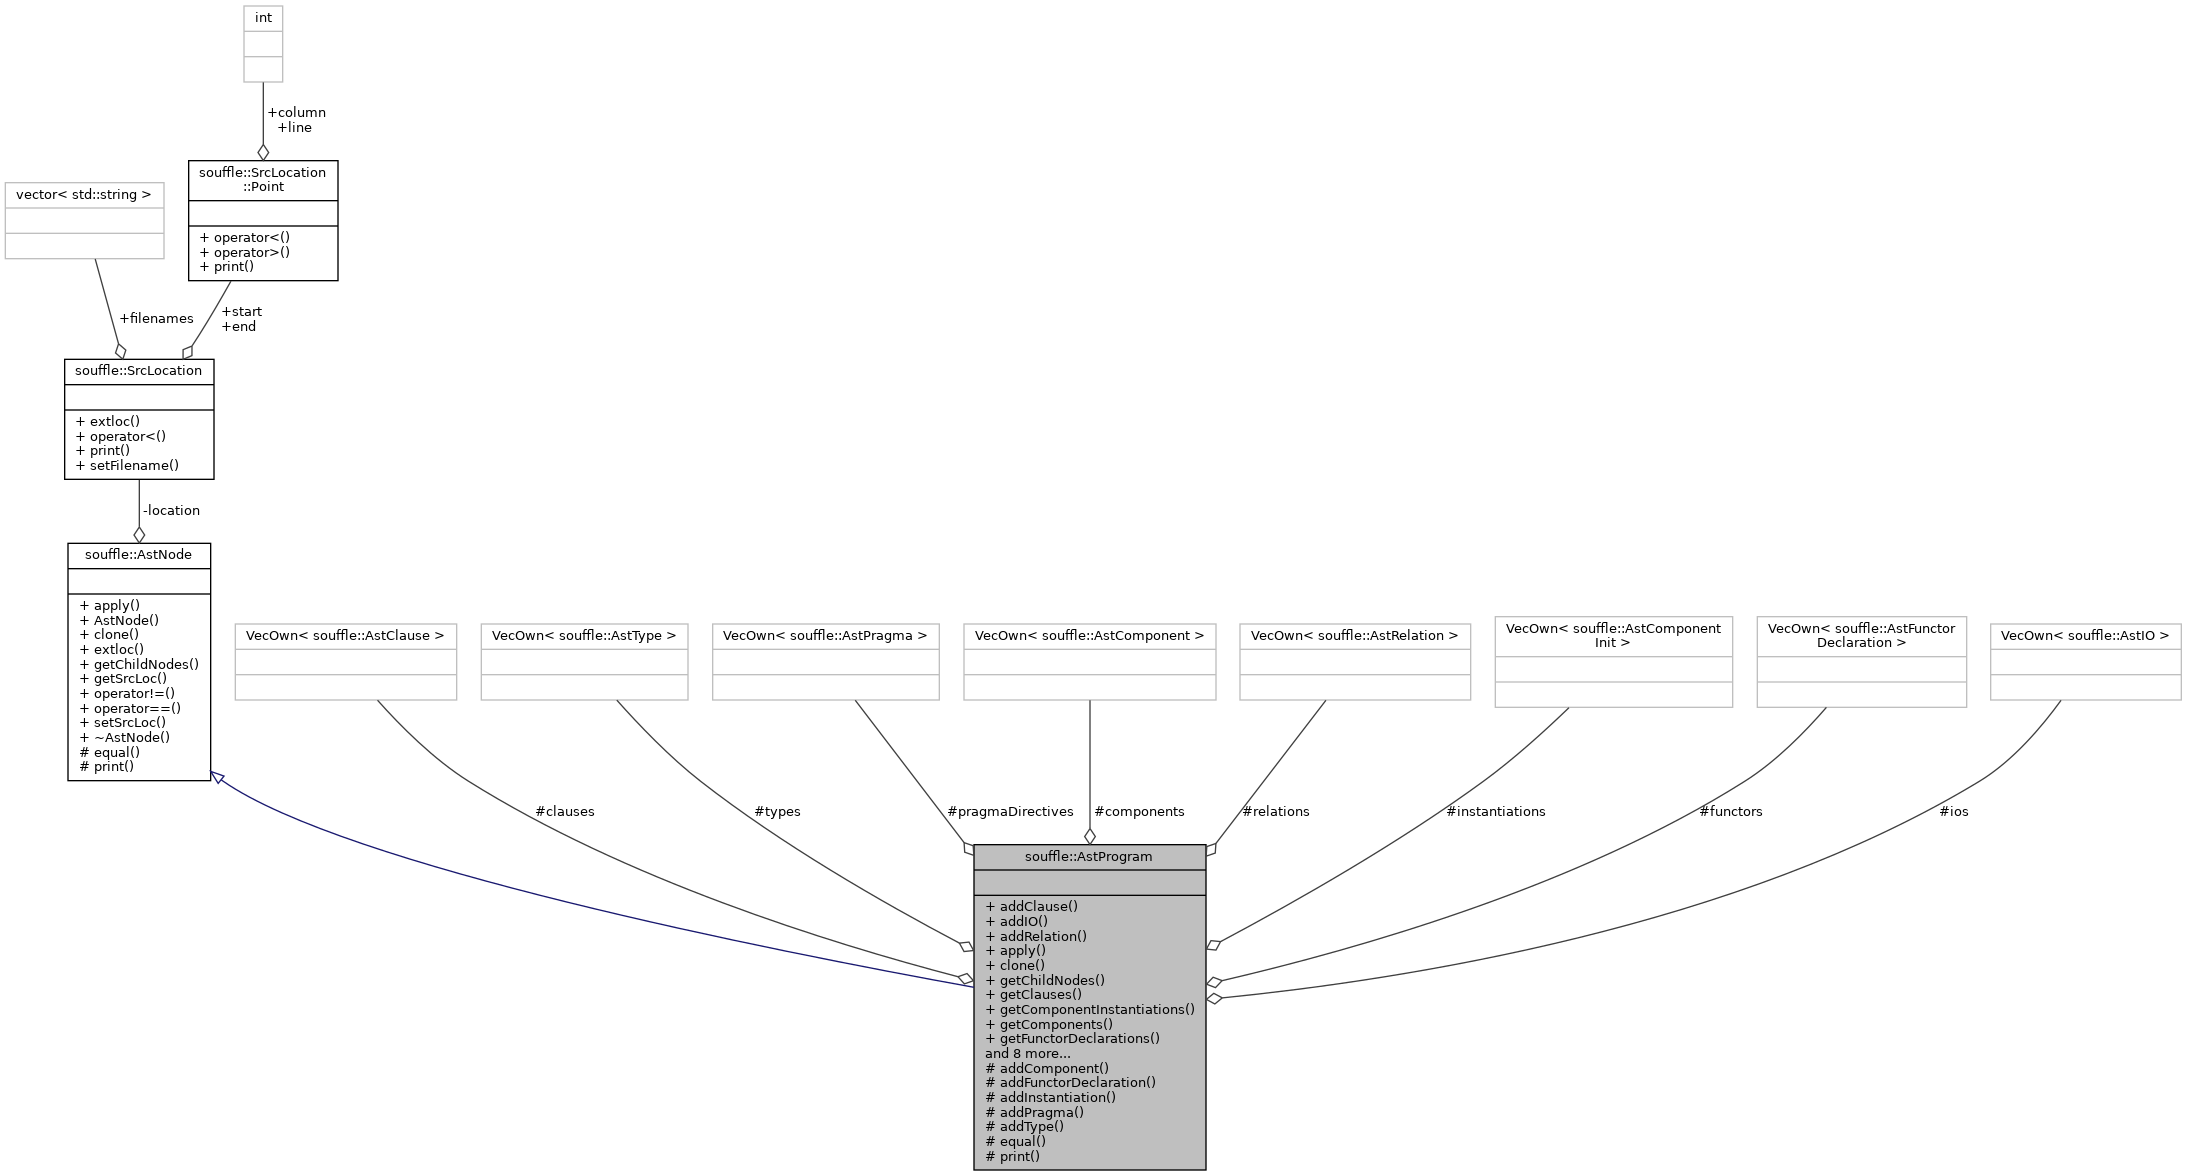 int
+column
+line
souffle::SrcLocation
::Point
+ operator<()
+ operator>()
+ print()
vector< std::string >
+filenames
+start
+end
souffle::SrcLocation
+ extloc()
+ operator<()
+ print()
+ setFilename()
-location
souffle::AstNode
+ apply()
+ AstNode()
+ clone()
+ extloc()
+ getChildNodes()
+ getSrcLoc()
+ operator!=()
+ operator==()
+ setSrcLoc()
+ ~AstNode()
# equal()
# print()
VecOwn< souffle::AstClause >
VecOwn< souffle::AstType >
VecOwn< souffle::AstPragma >
VecOwn< souffle::AstComponent >
VecOwn< souffle::AstRelation >
VecOwn< souffle::AstComponent
Init >
VecOwn< souffle::AstFunctor
Declaration >
VecOwn< souffle::AstIO >
#clauses
#types
#pragmaDirectives
#components
#relations
#instantiations
#functors
#ios
souffle::AstProgram
+ addClause()
+ addIO()
+ addRelation()
+ apply()
+ clone()
+ getChildNodes()
+ getClauses()
+ getComponentInstantiations()
+ getComponents()
+ getFunctorDeclarations()
and 8 more...
# addComponent()
# addFunctorDeclaration()
# addInstantiation()
# addPragma()
# addType()
# equal()
# print()